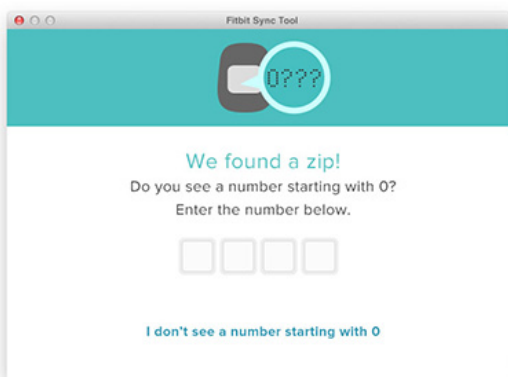 Fitbit Sync Tool
0???
We found a zip!
Do you see a number starting with 0?
Enter the number below.
I don't see a number starting with 0